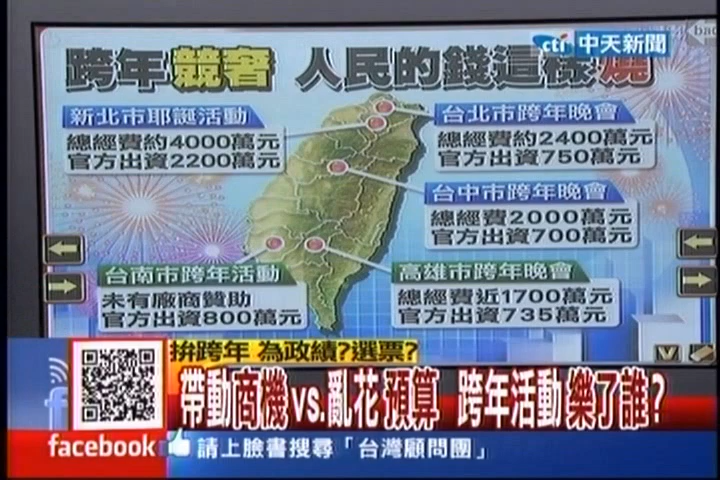 bac
cti 中天新聞
跨年競奢 人民的錢這樣燒
新北市耶誕活動
總經費約4000萬元
官方出資2200萬元
台北市跨年晚會
總經費約2400萬元
官方出資750萬元
台中市跨年晚會
總經費2000萬元
官方出資700萬元
台南市跨年活動
未有廠商贊助
官方出資800萬元
高雄市跨年晚會
總經費近1700萬元
官方出資735萬元
拚跨年 為政績?選票?
帶動商機vs.亂花預算 跨年活動樂了誰?
facebook 請上臉書搜尋「台灣顧問團」